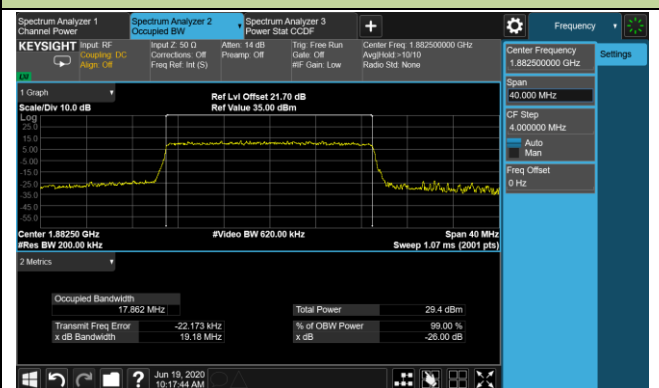 Spectrum Analyzer 1
Channel Power
Spectrum Analyzer 2
Occupied BW
Spectrum Analyzer 3
Power Stat CCDF
+
Frequency
KEYSIGHT
Input: RF
Coupling: DC
Align: Off
Input Z: 50 Ω
Corrections: Off
Freq Ref: Int (S)
Atten: 14 dB
Preamp: Off
Trig: Free Run
Gate: Off
#IF Gain: Low
Center Freq: 1.882500000 GHz
Avg|Hold:>10/10
Radio Std: None
1 Graph
Scale/Div 10.0 dB
Ref Lvl Offset 21.70 dB
Ref Value 35.00 dBm
Log
25.0
15.0
5.00
-5.00
-15.0
-25.0
-35.0
-45.0
-55.0
Center 1.88250 GHz
#Res BW 200.00 kHz
#Video BW 620.00 kHz
Span 40 MHz
Sweep 1.07 ms (2001 pts)
2 Metrics
Occupied Bandwidth
17.862 MHz
Transmit Freq Error
-22.173 kHz
x dB Bandwidth
19.18 MHz
Total Power
29.4 dBm
% of OBW Power
99.00 %
x dB
-26.00 dB
Center Frequency
1.882500000 GHz
Settings
Span
40.000 MHz
CF Step
4.000000 MHz
Auto
Man
Freq Offset
0 Hz
?
Jun 19, 2020
10:17:44 AM